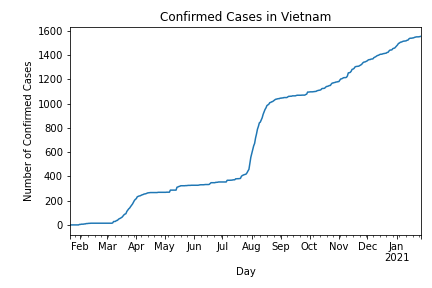 Confirmed Cases in Vietnam
1600
1400
1200
1000
800
600
400
200
0
Number of Confirmed Cases
Feb Mar Apr May Jun Jul Aug Sep Oct Nov Dec Jan
2021
Day